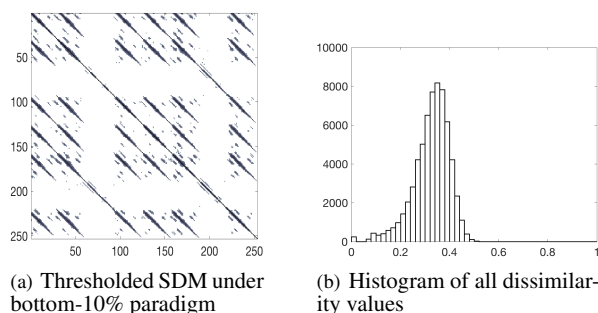 50
100
150
200
250
50 100 150 200 250
10000
8000
6000
4000
2000
0
0 0.2 0.4 0.6 0.8 1
(a) Thresholded SDM under
bottom-10% paradigm
(b) Histogram of all dissimilar-
ity values